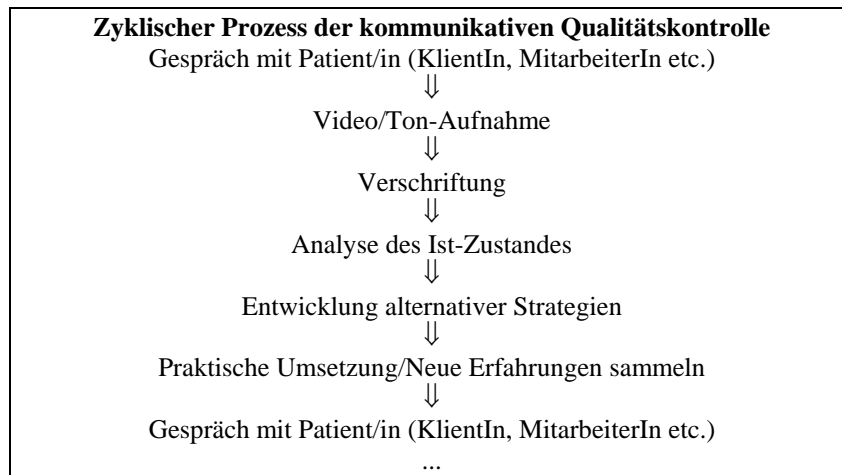 Zyklischer Prozess der kommunikativen Qualitätskontrolle
Gespräch mit Patient/in (KlientIn, MitarbeiterIn etc.)
⇓
Video/Ton-Aufnahme
⇓
Verschriftung
⇓
Analyse des Ist-Zustandes
⇓
Entwicklung alternativer Strategien
⇓
Praktische Umsetzung/Neue Erfahrungen sammeln
⇓
Gespräch mit Patient/in (KlientIn, MitarbeiterIn etc.)
...